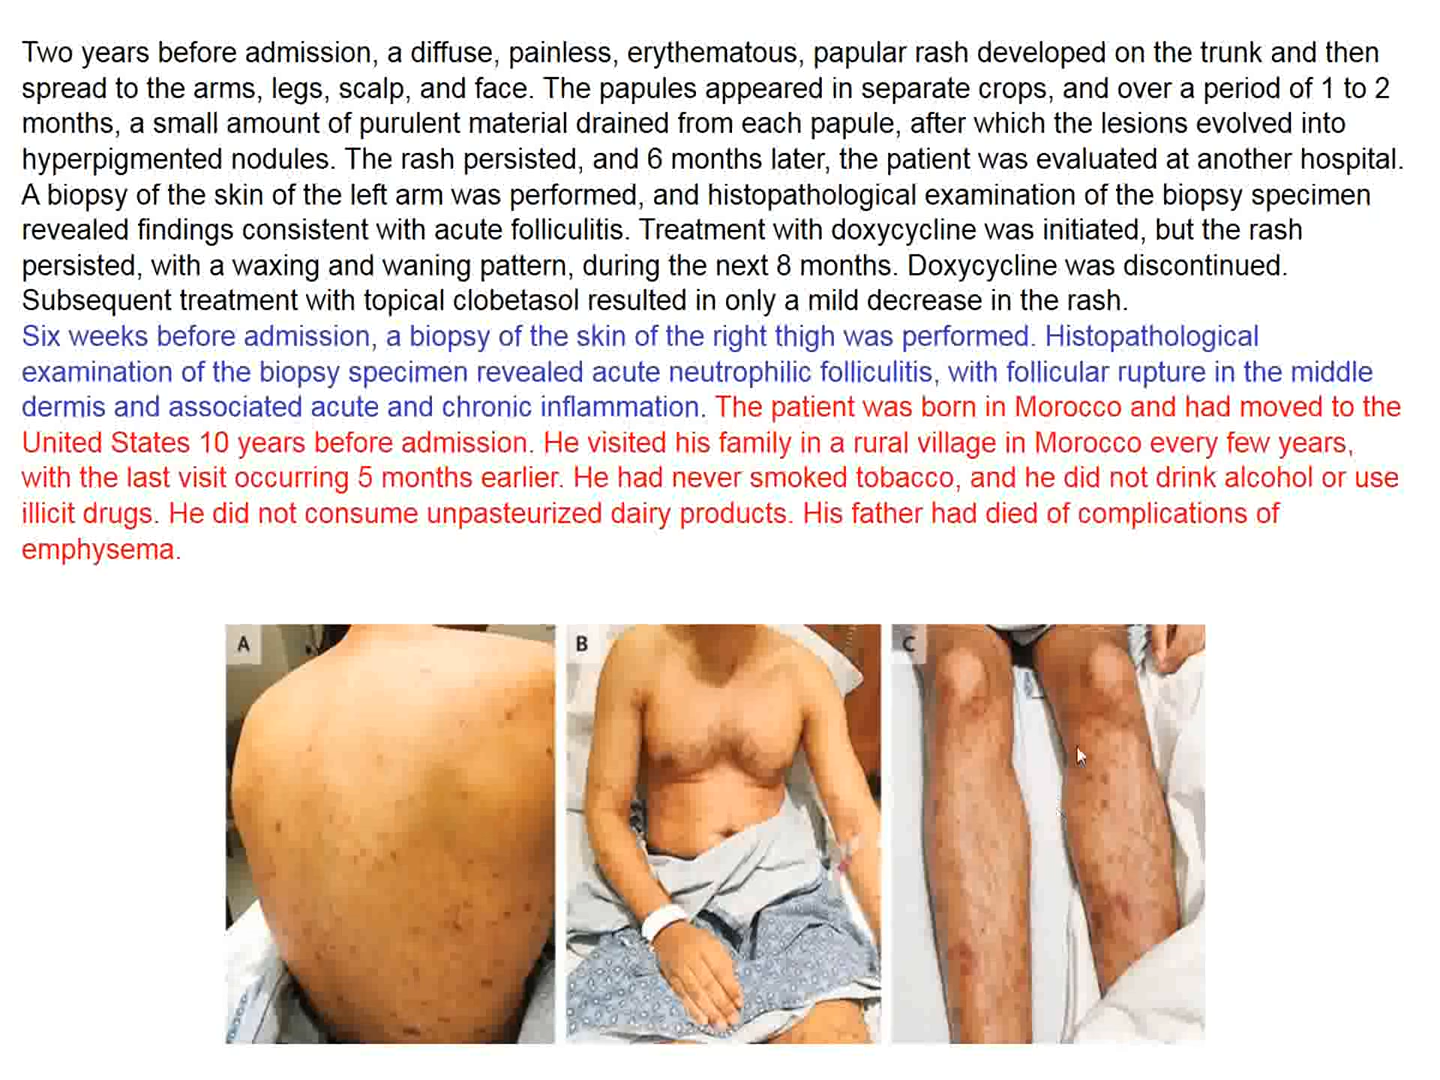 Two years before admission, a diffuse, painless, erythematous, papular rash developed on the trunk and then
spread to the arms, legs, scalp, and face. The papules appeared in separate crops, and over a period of 1 to 2
months, a small amount of purulent material drained from each papule, after which the lesions evolved into
hyperpigmented nodules. The rash persisted, and 6 months later, the patient was evaluated at another hospital.
A biopsy of the skin of the left arm was performed, and histopathological examination of the biopsy specimen
revealed findings consistent with acute folliculitis. Treatment with doxycycline was initiated, but the rash
persisted, with a waxing and waning pattern, during the next 8 months. Doxycycline was discontinued.
Subsequent treatment with topical clobetasol resulted in only a mild decrease in the rash.
Six weeks before admission, a biopsy of the skin of the right thigh was performed. Histopathological
examination of the biopsy specimen revealed acute neutrophilic folliculitis, with follicular rupture in the middle
dermis and associated acute and chronic inflammation. The patient was born in Morocco and had moved to the
United States 10 years before admission. He visited his family in a rural village in Morocco every few years,
with the last visit occurring 5 months earlier. He had never smoked tobacco, and he did not drink alcohol or use
illicit drugs. He did not consume unpasteurized dairy products. His father had died of complications of
emphysema.
A B C